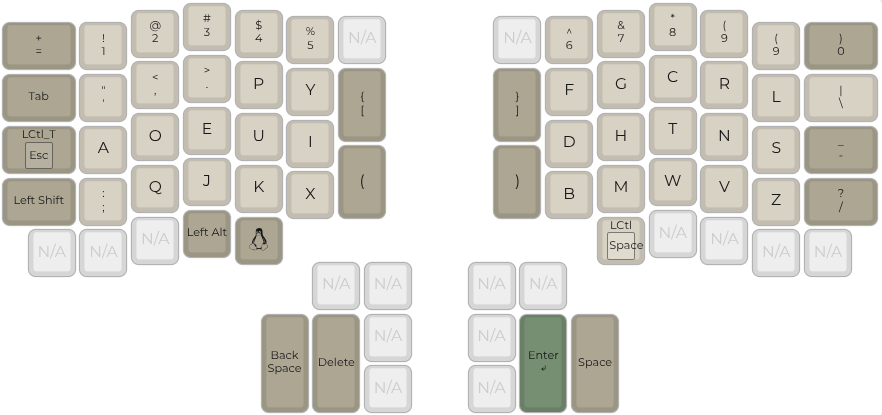 + ! @ # $ % N/A N/A ^ & * ( ( )
= 1 2 3 4 5 6 7 8 9 9 0
Tab " < > P Y { } F G C R L |
' , . [ ] \
LCtl_T
Esc A O E U I D H T N S _
-
Left Shift : Q J K X ( ) B M W V Z ?
; /
N/A N/A N/A Left Alt LCtl N/A N/A N/A N/A
Space
N/A N/A N/A N/A
Back
Space Delete N/A N/A Enter
↵ Space
N/A N/A